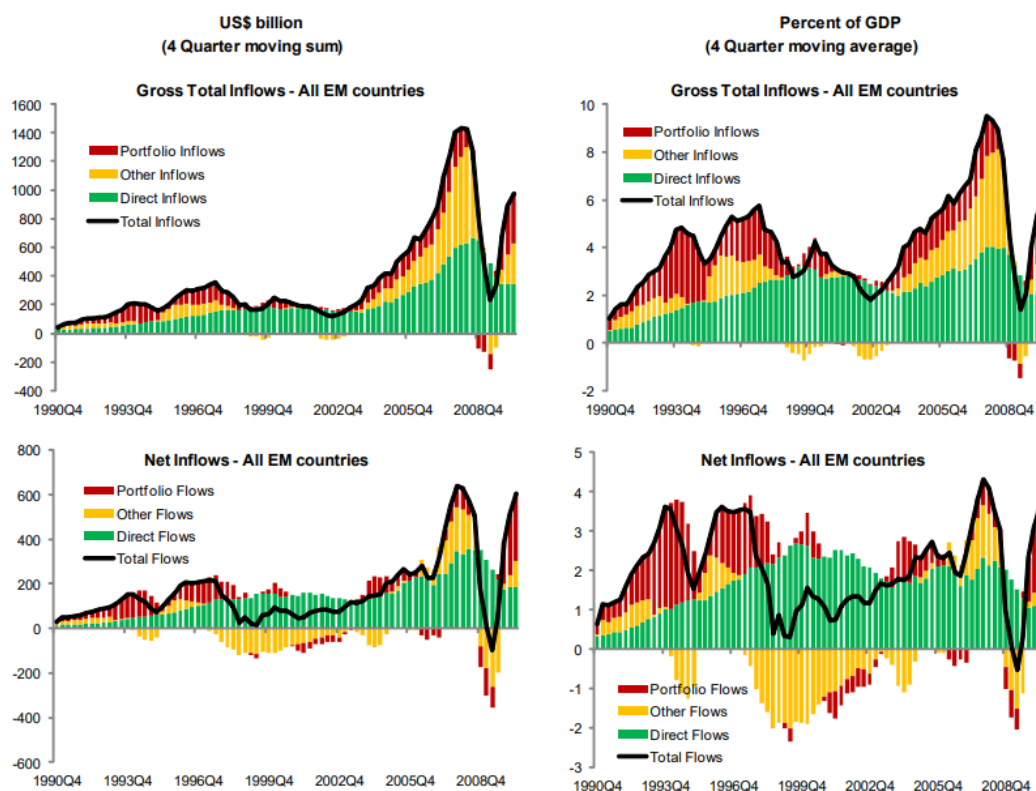 US$ billion
(4 Quarter moving sum)
Gross Total Inflows - All EM countries
1600
1400
1200
1000
800
600
400
200
0
-200
-400
Portfolio Inflows
Other Inflows
Direct Inflows
Total Inflows
1990Q4 1993Q4 1996Q4 1999Q4 2002Q4 2005Q4 2008Q4
Percent of GDP
(4 Quarter moving average)
Gross Total Inflows - All EM countries
10
8
6
4
2
0
-2
Portfolio Inflows
Other Inflows
Direct Inflows
Total Inflows
1990Q4 1993Q4 1996Q4 1999Q4 2002Q4 2005Q4 2008Q4
Net Inflows - All EM countries
800
600
400
200
0
-200
-400
-600
Portfolio Flows
Other Flows
Direct Flows
Total Flows
1990Q4 1993Q4 1996Q4 1999Q4 2002Q4 2005Q4 2008Q4
Net Inflows - All EM countries
5
4
3
2
1
0
-1
-2
-3
Portfolio Flows
Other Flows
Direct Flows
Total Flows
1990Q4 1993Q4 1996Q4 1999Q4 2002Q4 2005Q4 2008Q4